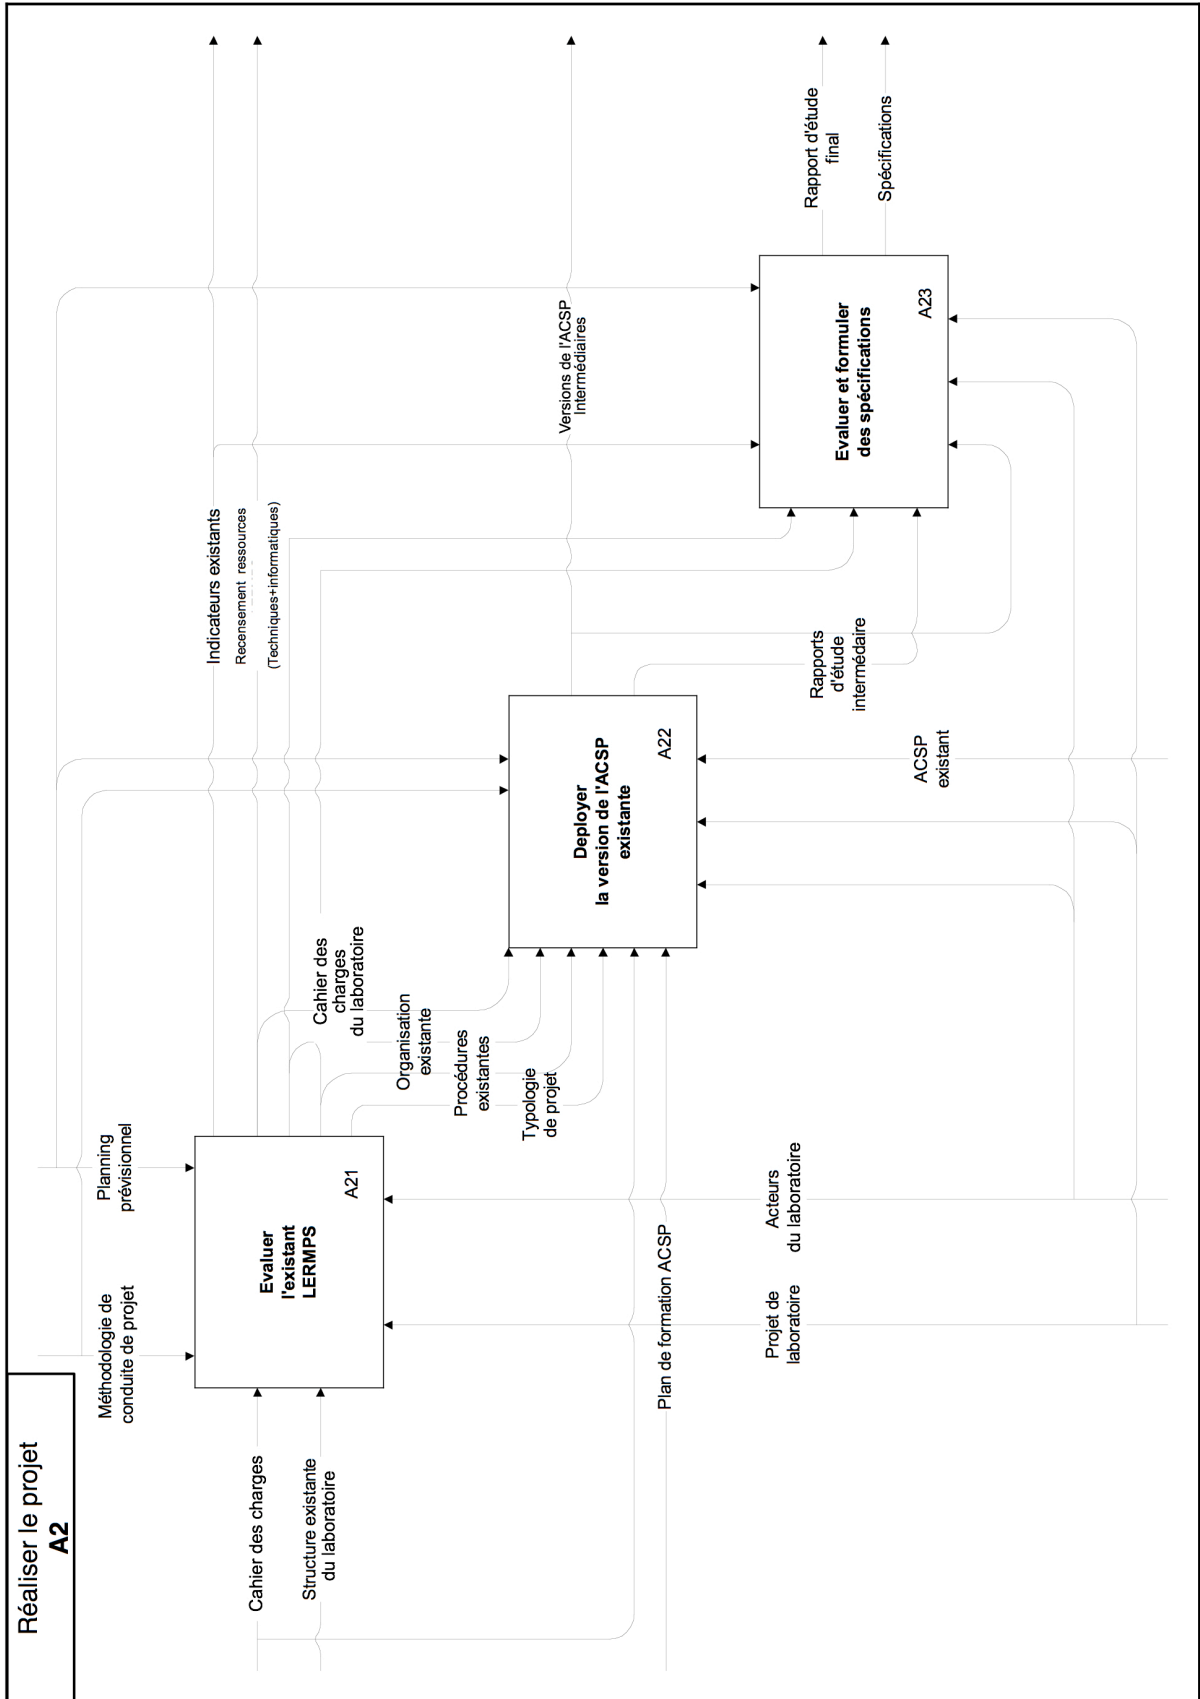 Réaliser le projet
A2
Méthodologie de
conduite de projet
Planning
prévisionnel
Cahier des charges
Structure existante
du laboratoire
Evaluer
l'existant
LERMPS
A21
Indicateurs existants
Recensement ressources
(Techniques+informatiques)
Cahier des
charges
du laboratoire
Organisation
existante
Procédures
existantes
Typologie
de projet
Plan de formation ACSP
Deployer
la version de l'ACSP
existante
A22
Versions de l'ACSP
Intermédiaires
Rapports
d'étude
intermédaire
Evaluer et formuler
des spécifications
A23
Rapport d'étude
final
Spécifications
Projet de
laboratoire
Acteurs
du laboratoire
ACSP
existant